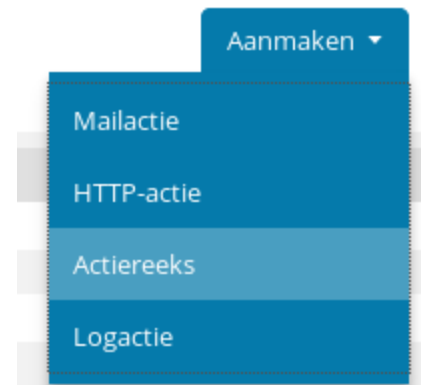 Aanmaken
Mailactie
HTTP-actie
Actiereeks
Logactie